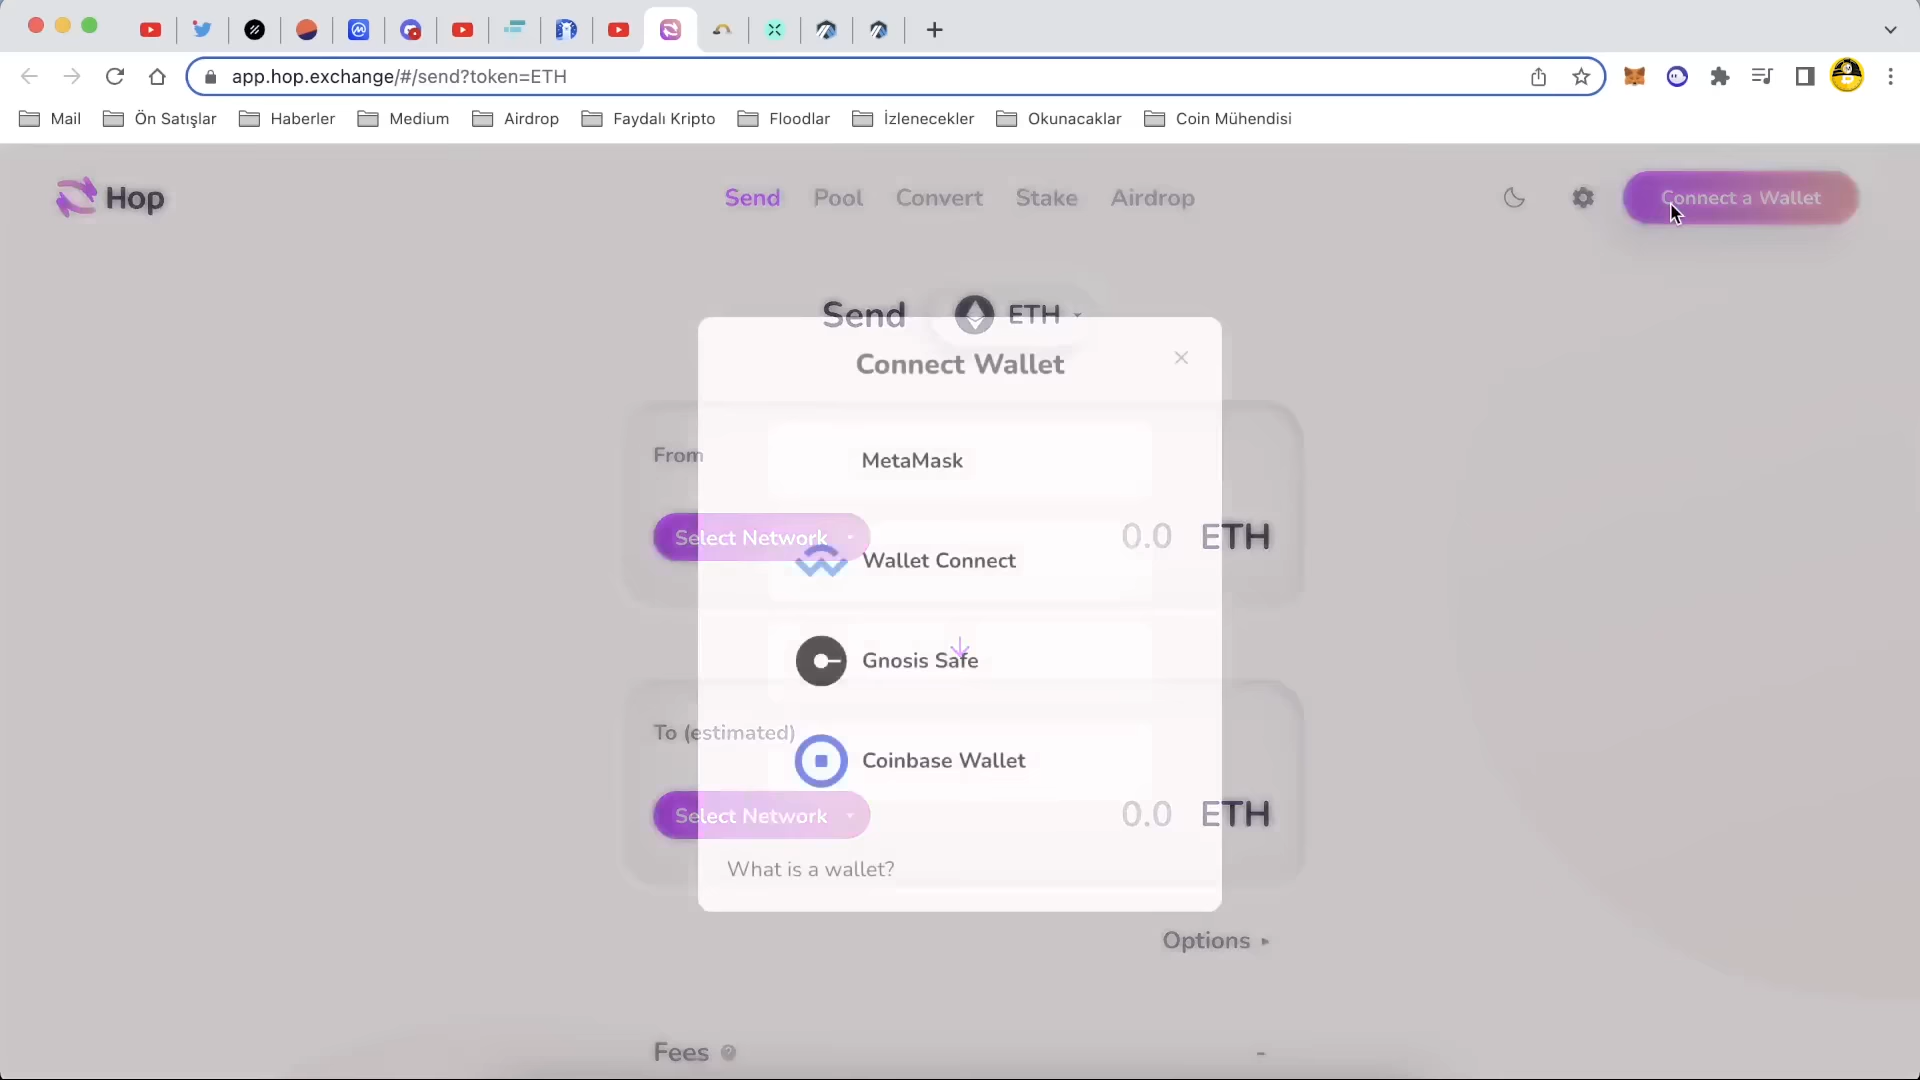 app.hop.exchange/#/send?token=ETH
Mail Ön Satışlar Haberler Medium Airdrop Faydalı Kripto Floodlar İzlenecekler Okunacaklar Coin Mühendisi
Hop Send Pool Convert Stake Airdrop Connect a Wallet
Send ETH
Connect Wallet
From
MetaMask
Select Network 0.0 ETH
Wallet Connect
Gnosis Safe
To (estimated)
Coinbase Wallet
Select Network 0.0 ETH
What is a wallet?
Options
Fees ? -